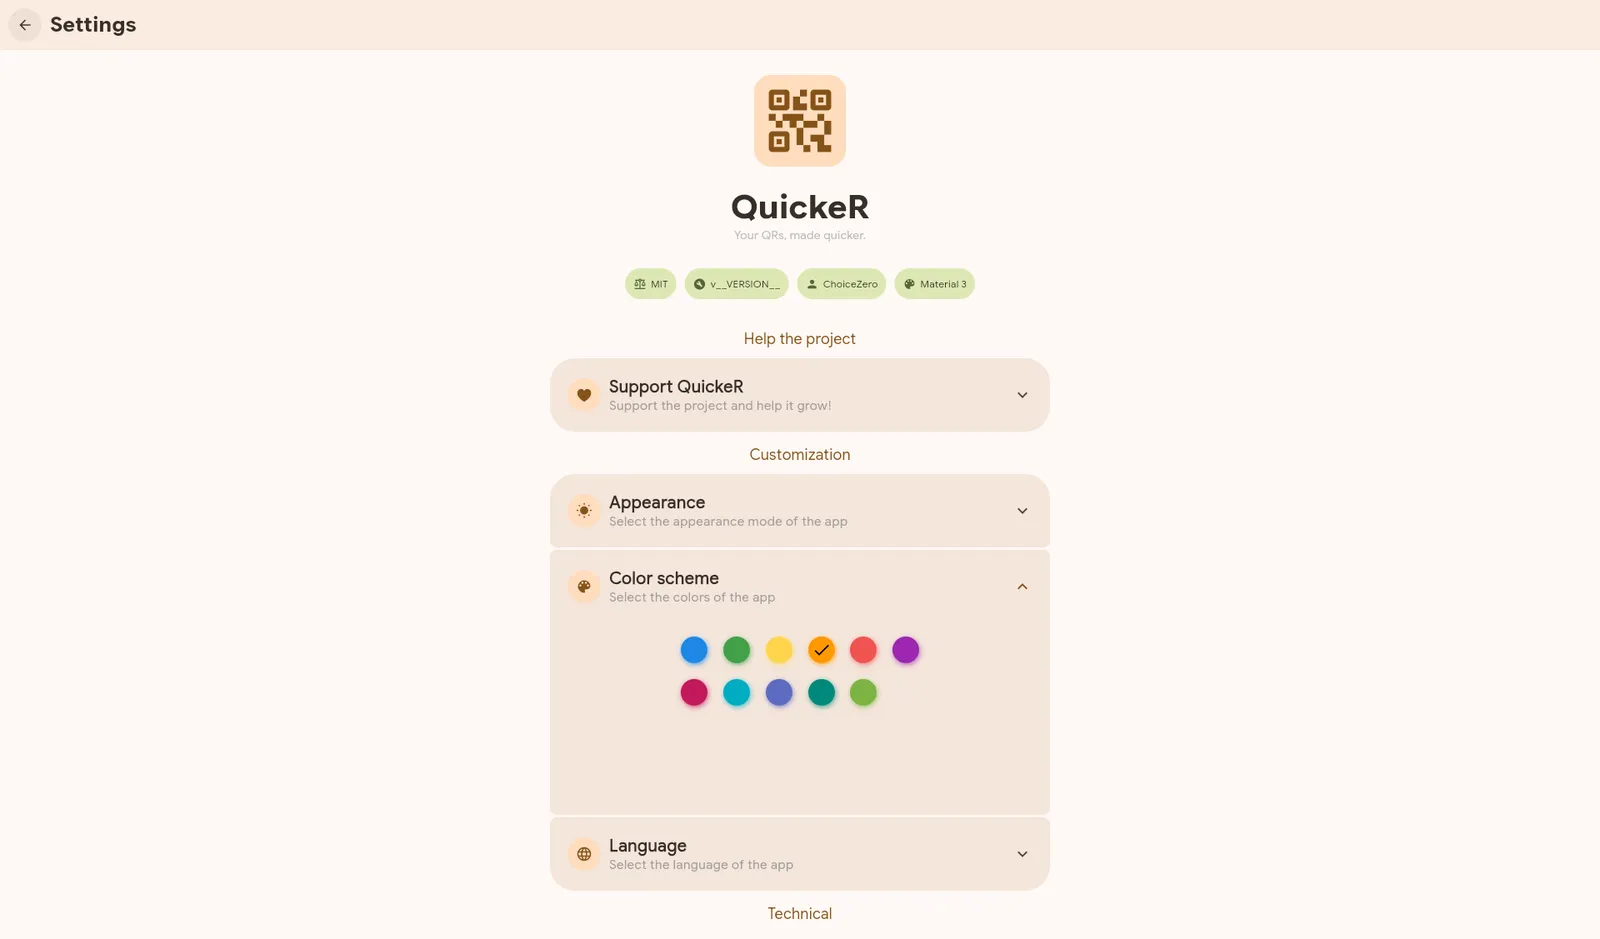 Settings
QuickeR
Your QRs, made quicker.
MIT
v__VERSION__
ChoiceZero
Material 3
Help the project
Support QuickeR
Support the project and help it grow!
Customization
Appearance
Select the appearance mode of the app
Color scheme
Select the colors of the app
Language
Select the language of the app
Technical